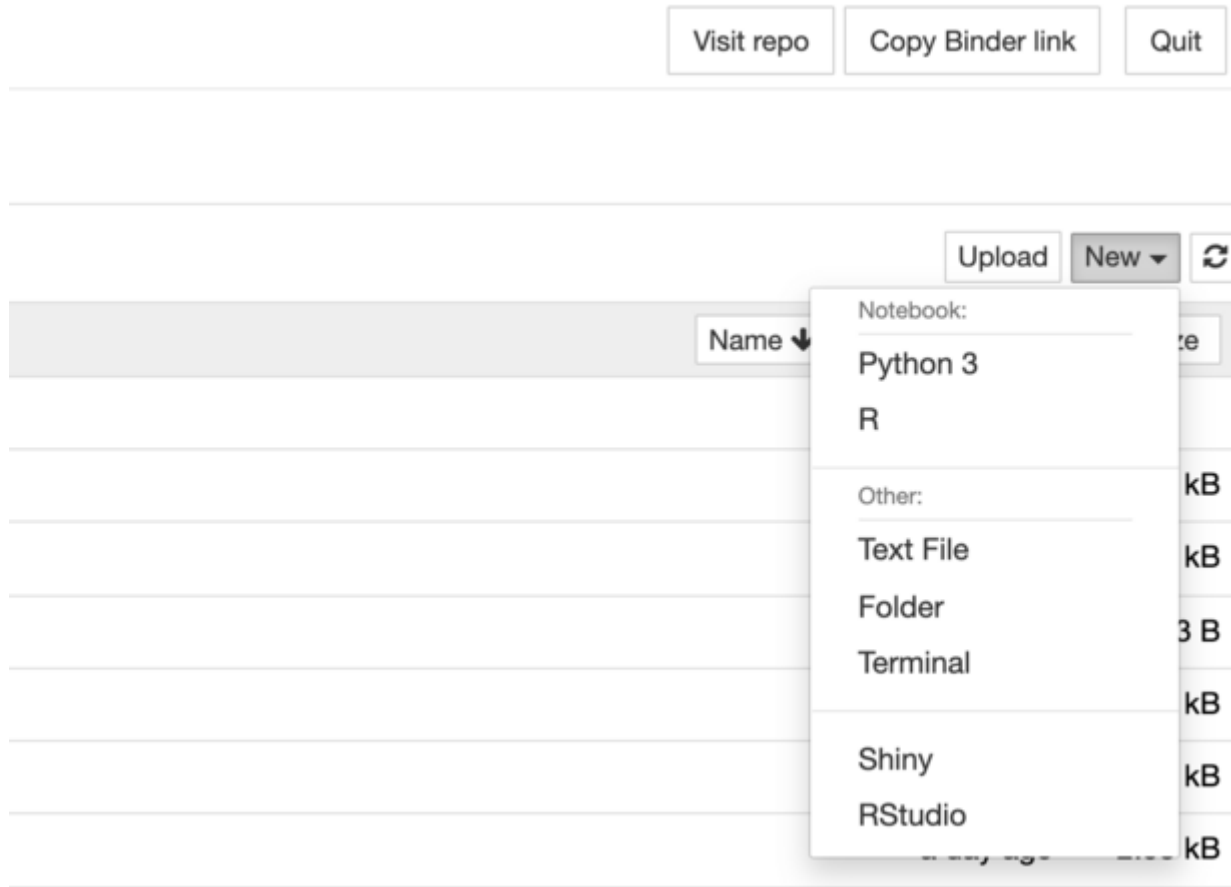 Visit repo Copy Binder link Quit
Upload New
Name
Notebook:
Python 3
R
Other:
Text File
Folder
Terminal
Shiny
RStudio
kB
kB
3 B
kB
kB
kB